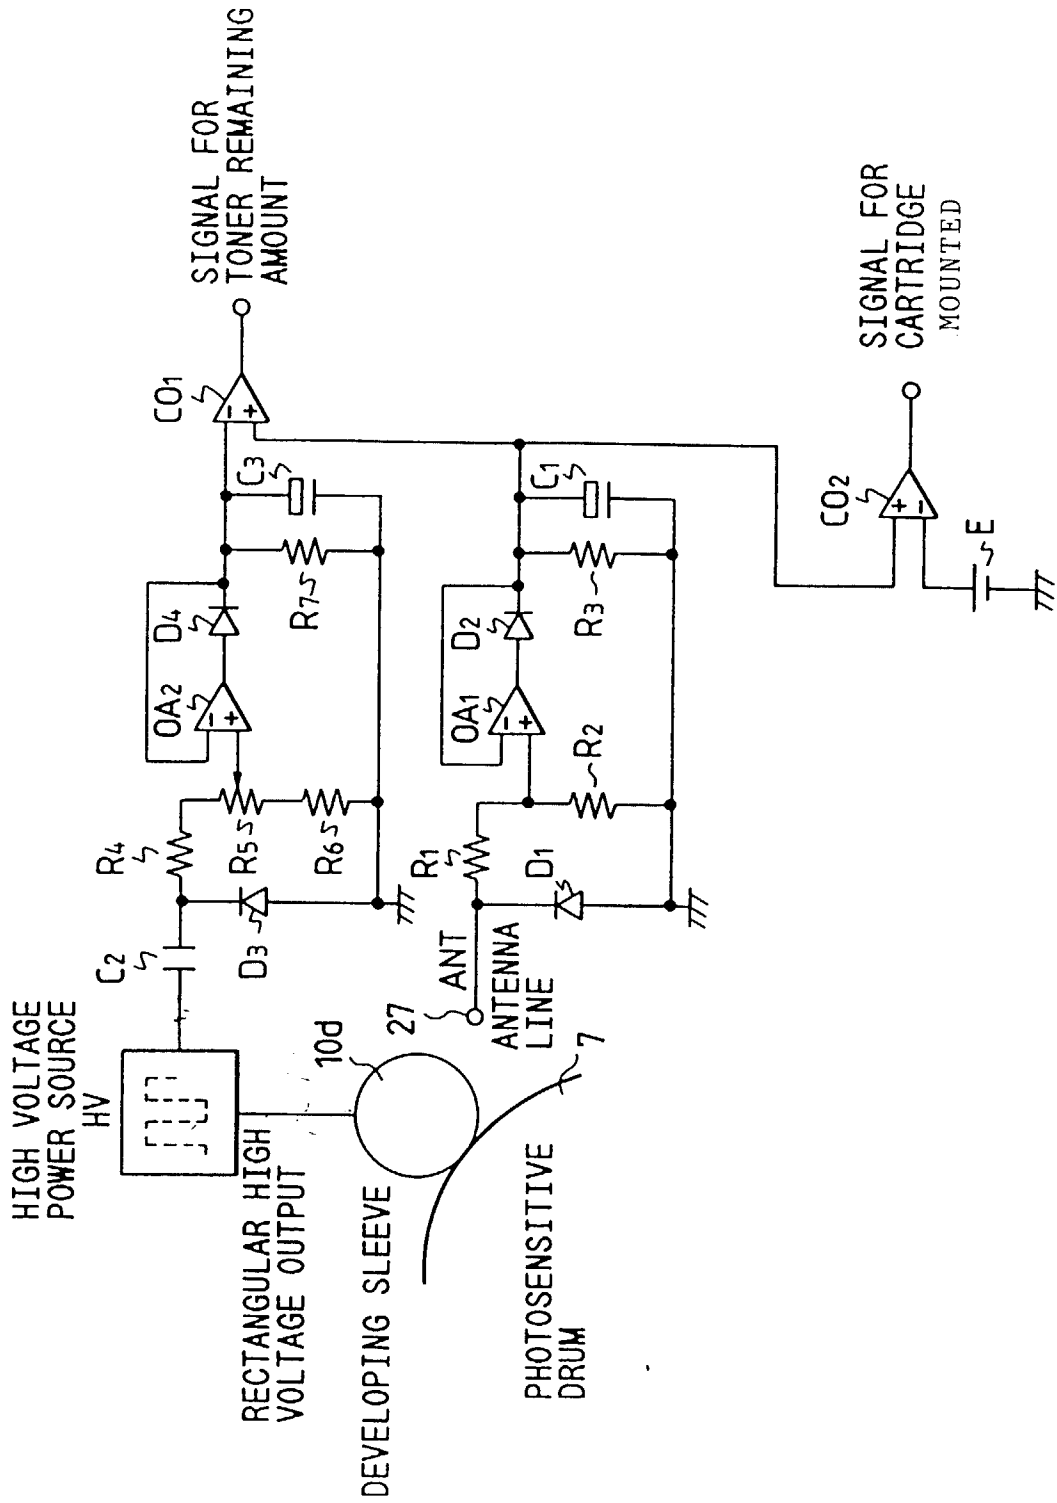 HIGH VOLTAGE
POWER SOURCE
HV
C2
R4
OA2
D4
CO1
SIGNAL FOR
TONER REMAINING
AMOUNT
-
+
-
+
R5
R6
R7
C3
D3
RECTANGULAR HIGH
VOLTAGE OUTPUT
10d
27
ANT
ANTENNA
LINE
R1
D1
OA1
-
+
D2
R2
R3
C1
DEVELOPING SLEEVE
7
PHOTOSENSITIVE
DRUM
CO2
+
-
E
SIGNAL FOR
CARTRIDGE
MOUNTED